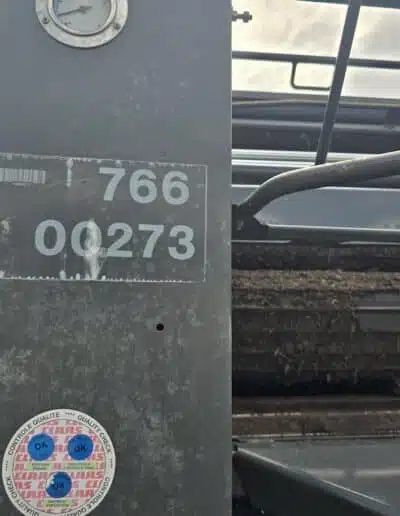 766
00273
CONTROLE QUALITE **** QUALITY CHECK
CLAAS
OK OK
OK